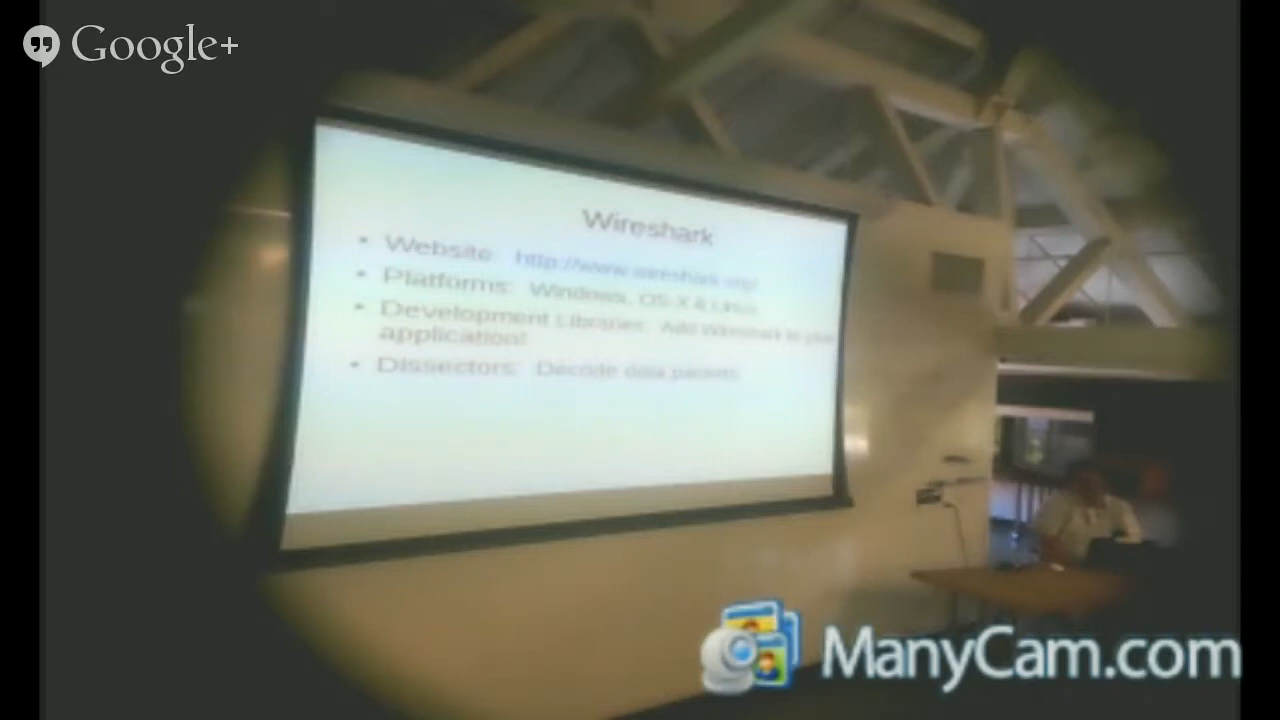 Google+
Wireshark
• Website: http://www.wireshark.org/
• Platforms: Windows, OS-X & Linux
• Development Libraries: Add Wireshark to your
application!
• Dissectors: Decode data packets
ManyCam.com